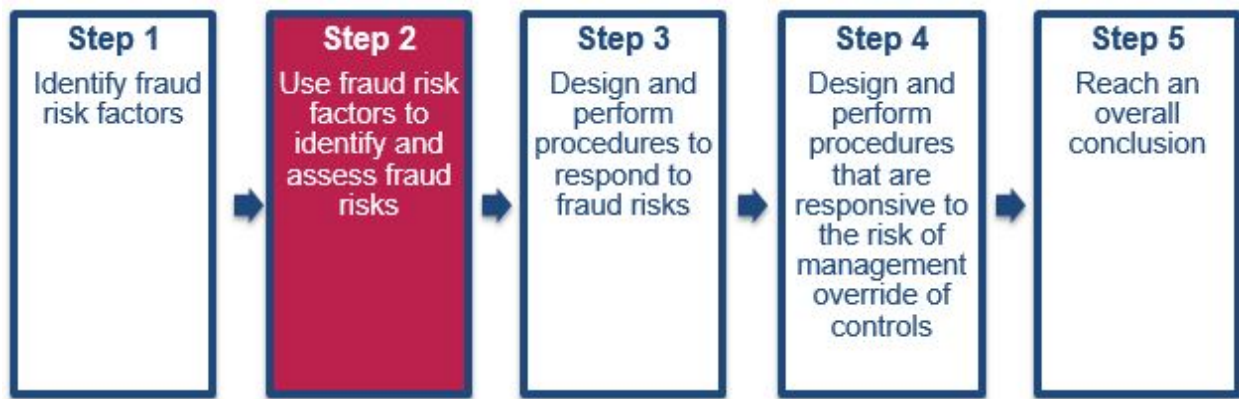 Step 1
Identify fraud
risk factors
Step 2
Use fraud risk
factors to
identify and
assess fraud
risks
Step 3
Design and
perform
procedures to
respond to
fraud risks
Step 4
Design and
perform
procedures
that are
responsive to
the risk of
management
override of
controls
Step 5
Reach an
overall
conclusion